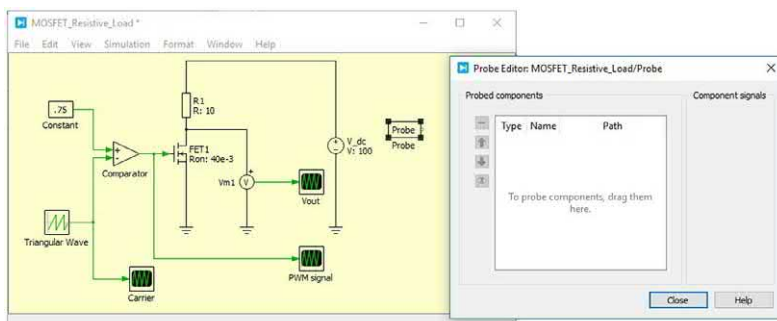 MOSFET_Resistive_Load *
File Edit View Simulation Format Window Help
.75
Constant
Comparator
Triangular Wave
Carrier
R1
R: 10
FET1
Ron: 40e-3
Vm1
V
Vout
PWM signal
V_dc
V: 100
Probe
Probe
Probe Editor: MOSFET_Resistive_Load/Probe
Probed components
Component signals
Type Name Path
To probe components, drag them
here.
Close Help